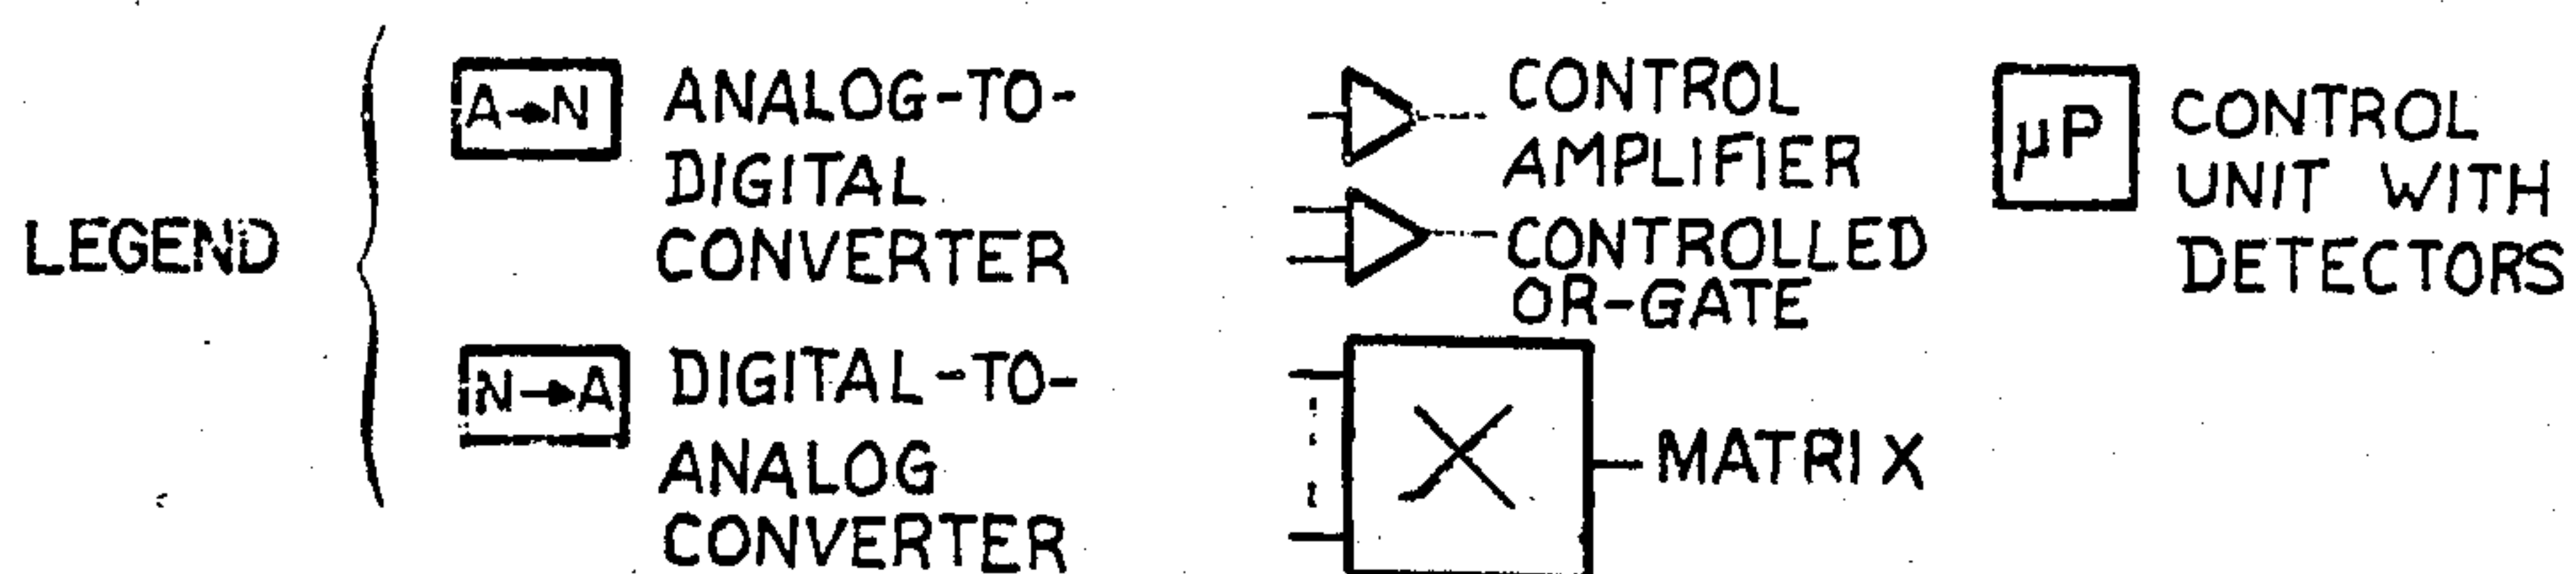 LEGEND
A→N
ANALOG-TO-
DIGITAL
CONVERTER
N→A
DIGITAL-TO-
ANALOG
CONVERTER
CONTROL
AMPLIFIER
CONTROLLED
OR-GATE
MATRIX
µP
CONTROL
UNIT WITH
DETECTORS